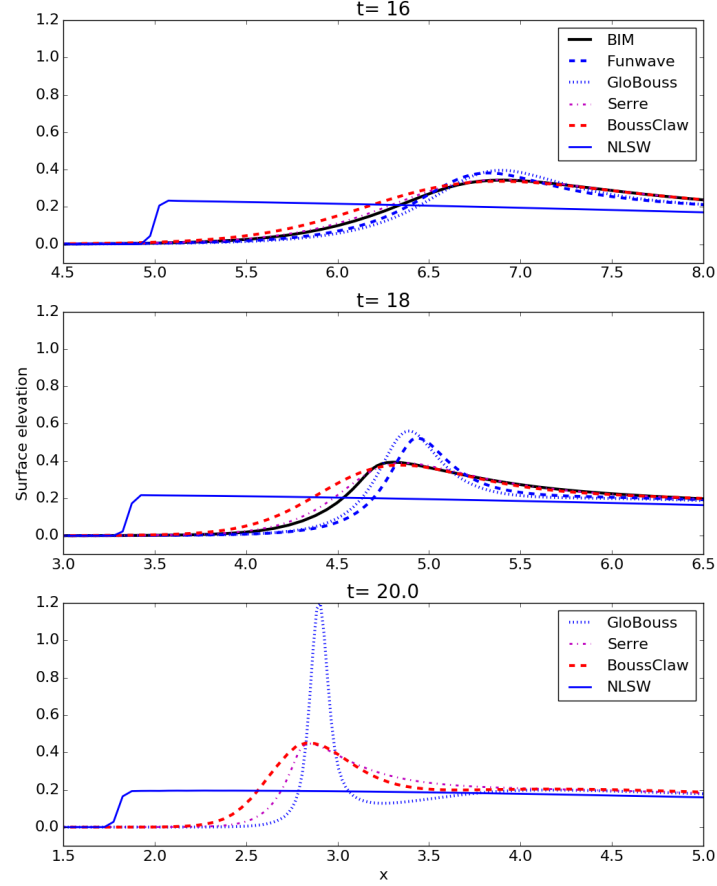 t= 16
1.2
1.0
0.8
0.6
0.4
0.2
0.0
BIM
Funwave
GloBouss
Serre
BoussClaw
NLSW
4.5 5.0 5.5 6.0 6.5 7.0 7.5 8.0
t= 18
1.2
1.0
0.8
0.6
0.4
0.2
0.0
Surface elevation
3.0 3.5 4.0 4.5 5.0 5.5 6.0 6.5
t= 20.0
1.2
1.0
0.8
0.6
0.4
0.2
0.0
GloBouss
Serre
BoussClaw
NLSW
1.5 2.0 2.5 3.0 3.5 4.0 4.5 5.0
x